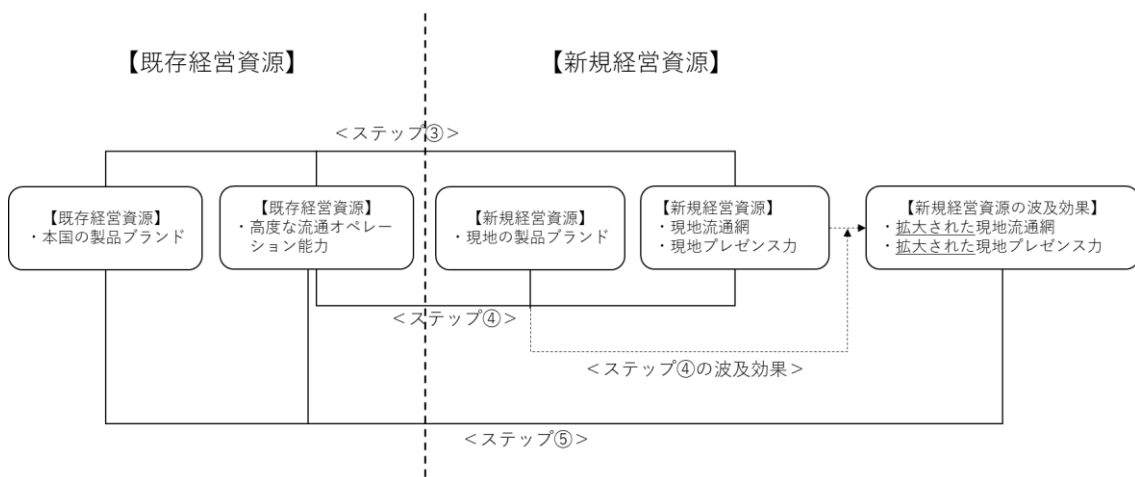 【既存経営資源】
【新規経営資源】
<ステップ③>
【既存経営資源】
・本国の製品ブランド
【既存経営資源】
・高度な流通オペレー
ション能力
【新規経営資源】
・現地の製品ブランド
【新規経営資源】
・現地流通網
・現地プレゼンス力
【新規経営資源の波及効果】
・拡大された現地流通網
・拡大された現地プレゼンス力
<ステップ④>
<ステップ④の波及効果>
<ステップ⑤>